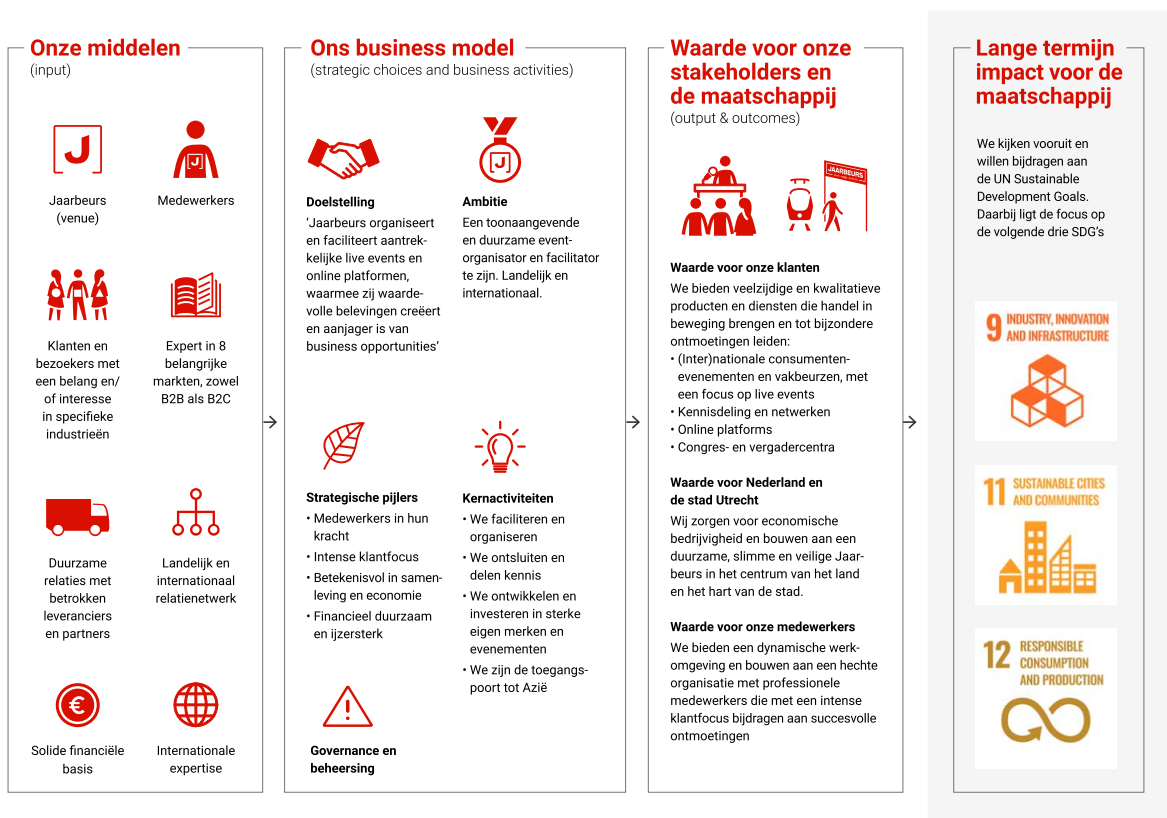 Onze middelen
(input)
J
Jaarbeurs
(venue)
J
Medewerkers
Klanten en
bezoekers met
een belang en/
of interesse
in specifieke
industrieën
Expert in 8
belangrijke
markten, zowel
B2B als B2C
Duurzame
relaties met
betrokken
leveranciers
en partners
Landelijk en
internationaal
relatienetwerk
€
Solide financiële
basis
Internationale
expertise
Ons business model
(strategic choices and business activities)
Doelstelling
‘Jaarbeurs organiseert
en faciliteert aantrek-
kelijke live events en
online platformen,
waarmee zij waarde-
volle belevingen creëert
en aanjager is van
business opportunities’
J
Ambitie
Een toonaangevende
en duurzame event-
organisator en facilitator
te zijn. Landelijk en
internationaal.
Strategische pijlers
• Medewerkers in hun
kracht
• Intense klantfocus
• Betekenisvol in samen-
leving en economie
• Financieel duurzaam
en ijzersterk
Kernactiviteiten
• We faciliteren en
organiseren
• We ontsluiten en
delen kennis
• We ontwikkelen en
investeren in sterke
eigen merken en
evenementen
• We zijn de toegangs-
poort tot Azië
!
Governance en
beheersing
Waarde voor onze
stakeholders en
de maatschappij
(output & outcomes)
JAARBEURS
Waarde voor onze klanten
We bieden veelzijdige en kwalitatieve
producten en diensten die handel in
beweging brengen en tot bijzondere
ontmoetingen leiden:
• (Inter)nationale consumenten-
evenementen en vakbeurzen, met
een focus op live events
• Kennisdeling en netwerken
• Online platforms
• Congres- en vergadercentra
Waarde voor Nederland en
de stad Utrecht
Wij zorgen voor economische
bedrijvigheid en bouwen aan een
duurzame, slimme en veilige Jaar-
beurs in het centrum van het land
en het hart van de stad.
Waarde voor onze medewerkers
We bieden een dynamische werk-
omgeving en bouwen aan een hechte
organisatie met professionele
medewerkers die met een intense
klantfocus bijdragen aan succesvolle
ontmoetingen
Lange termijn
impact voor de
maatschappij
We kijken vooruit en
willen bijdragen aan
de UN Sustainable
Development Goals.
Daarbij ligt de focus op
de volgende drie SDG’s
9 INDUSTRY, INNOVATION
AND INFRASTRUCTURE
11 SUSTAINABLE CITIES
AND COMMUNITIES
12 RESPONSIBLE
CONSUMPTION
AND PRODUCTION